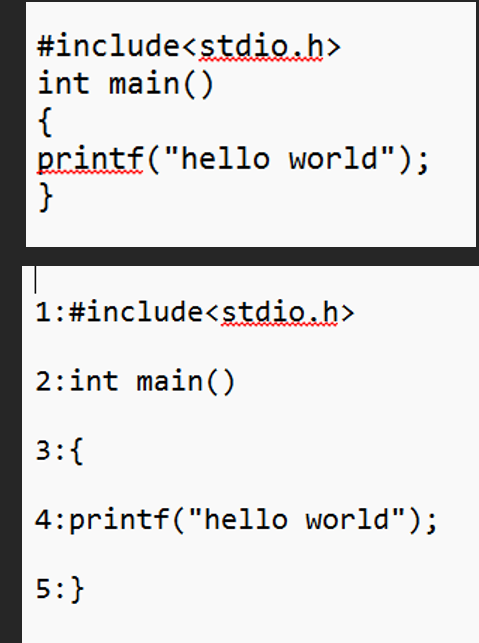 #include<stdio.h>
int main()
{
printf("hello world");
}
1:#include<stdio.h>
2:int main()
3:{
4:printf("hello world");
5:}